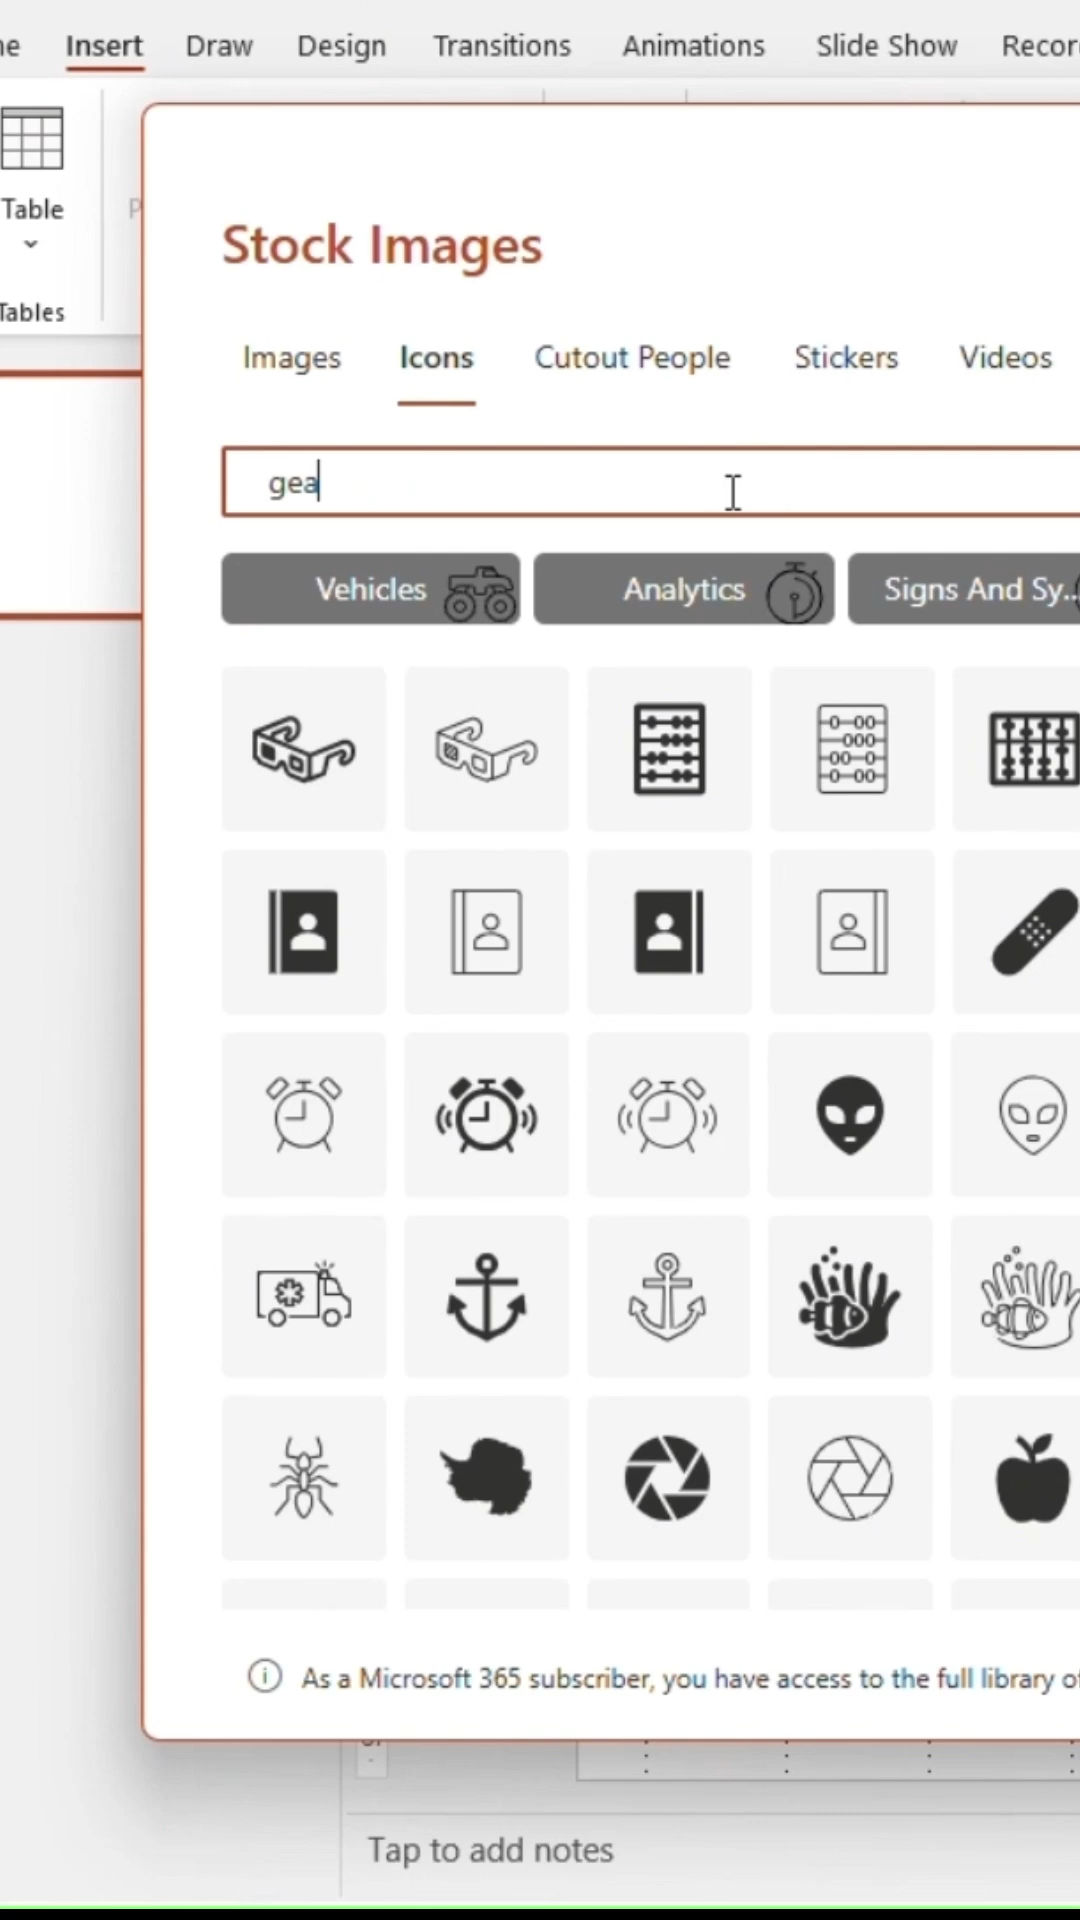 Insert Draw Design Transitions Animations Slide Show
Table
Tables
Stock Images
Images Icons Cutout People Stickers Videos
gea
Vehicles Analytics Signs And Sy...
As a Microsoft 365 subscriber, you have access to the full library of
Tap to add notes